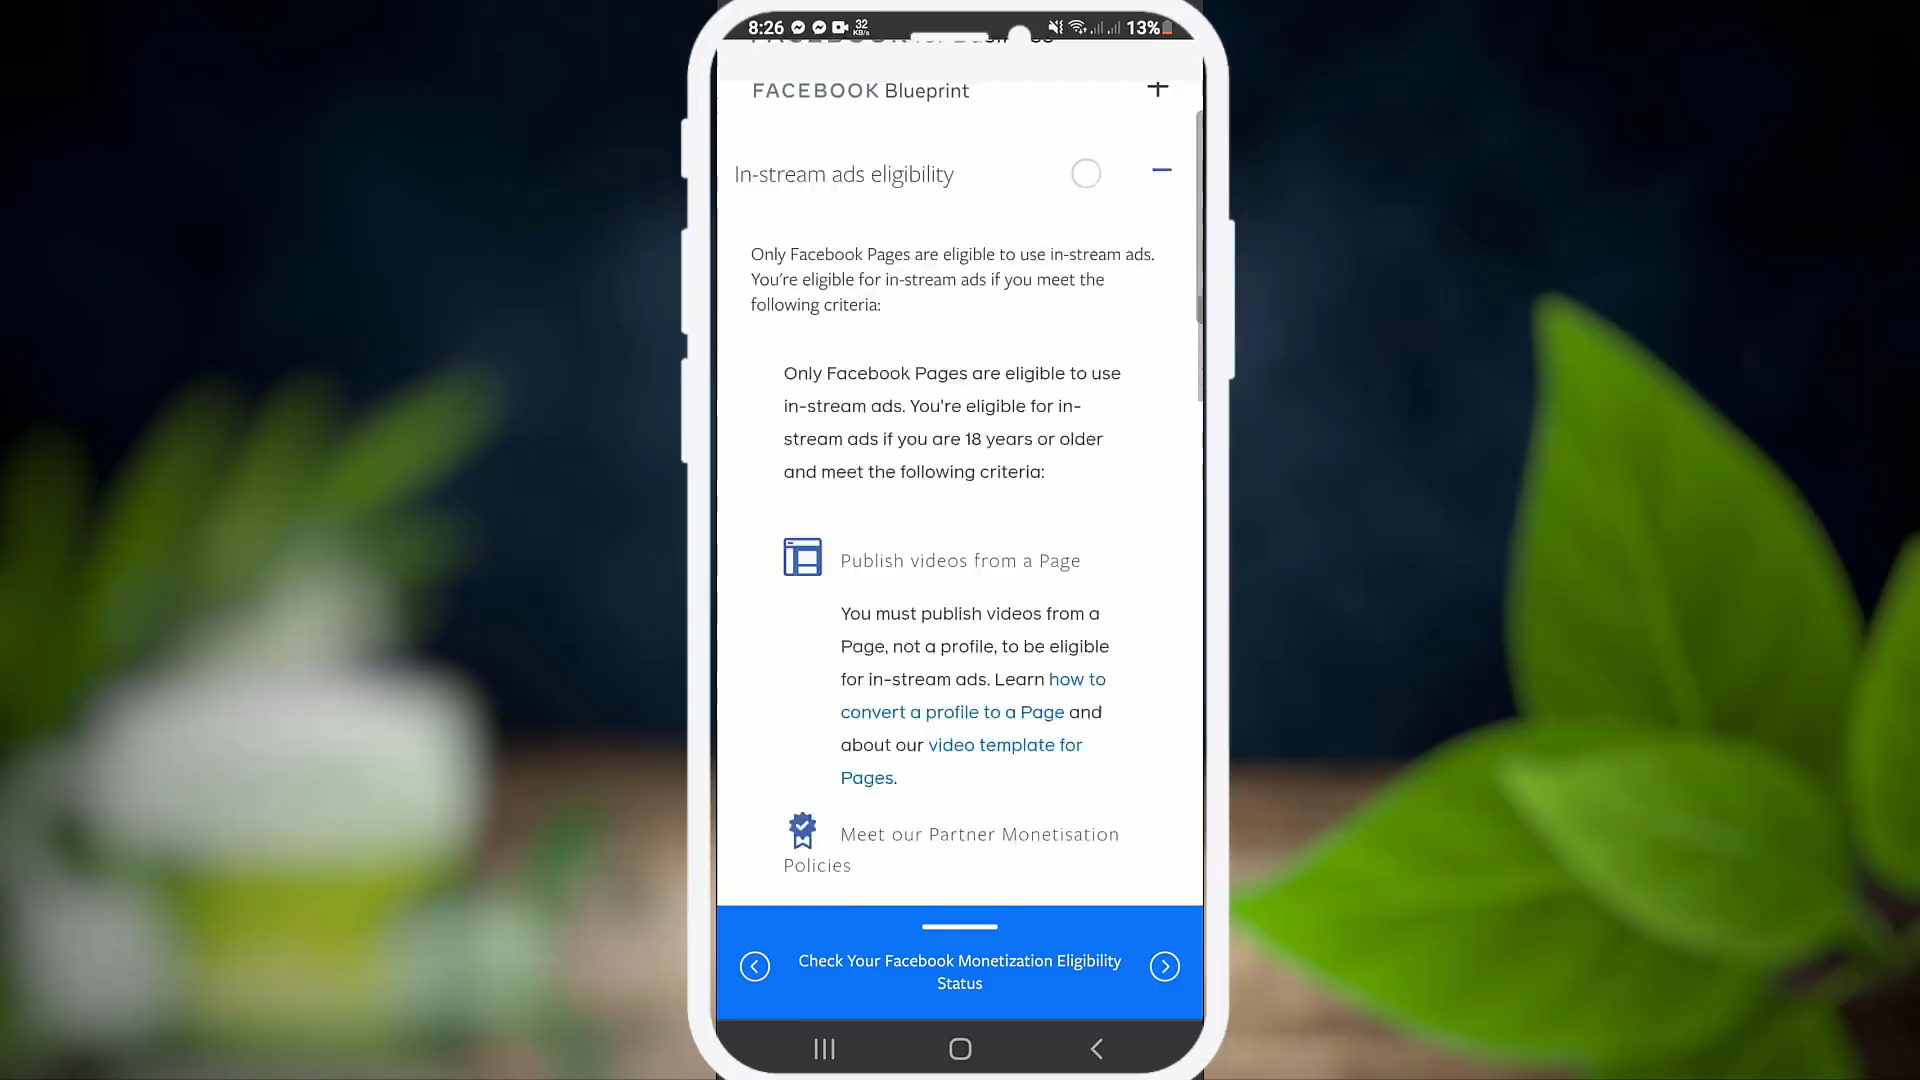 8:26 32 KB/s 13%
FACEBOOK Blueprint +
In-stream ads eligibility
Only Facebook Pages are eligible to use in-stream ads.
You're eligible for in-stream ads if you meet the
following criteria:
Only Facebook Pages are eligible to use
in-stream ads. You're eligible for in-
stream ads if you are 18 years or older
and meet the following criteria:
Publish videos from a Page
You must publish videos from a
Page, not a profile, to be eligible
for in-stream ads. Learn how to
convert a profile to a Page and
about our video template for
Pages.
Meet our Partner Monetisation
Policies
Check Your Facebook Monetization Eligibility
Status